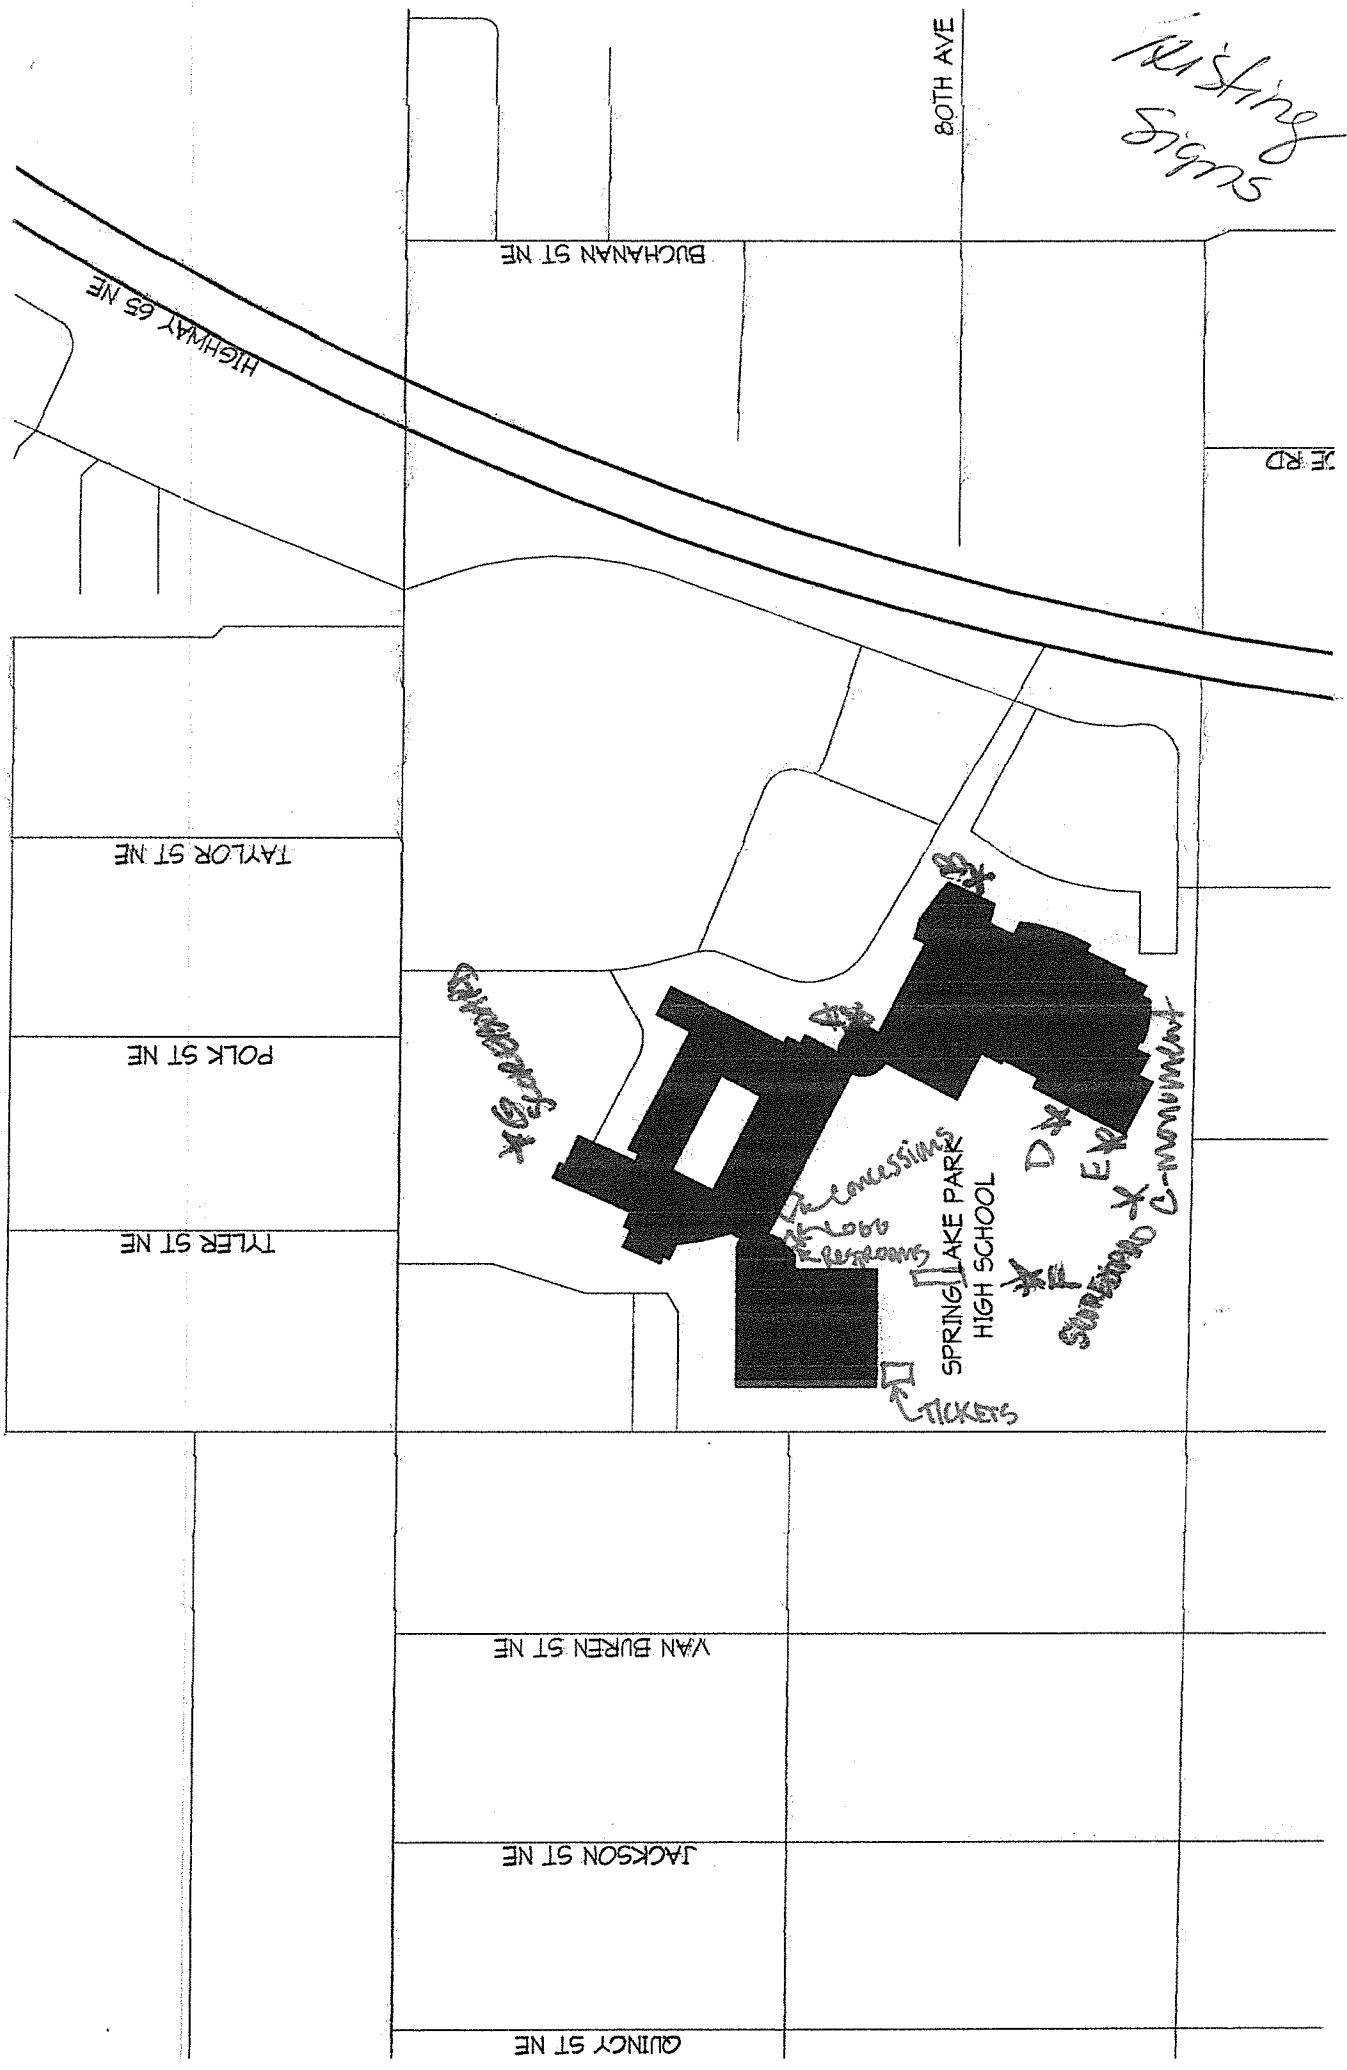 existing
signs
80TH AVE
BUCHANAN ST NE
HIGHWAY 65 NE
E RD
TAYLOR ST NE
POLK ST NE
TYLER ST NE
SCOREBOARD
G
B
A
CONCESSIONS
LOGO
RESTROOMS
SPRING LAKE PARK
HIGH SCHOOL
D
E
C-monument
F
SCOREBOARD
TICKETS
VAN BUREN ST NE
JACKSON ST NE
QUINCY ST NE